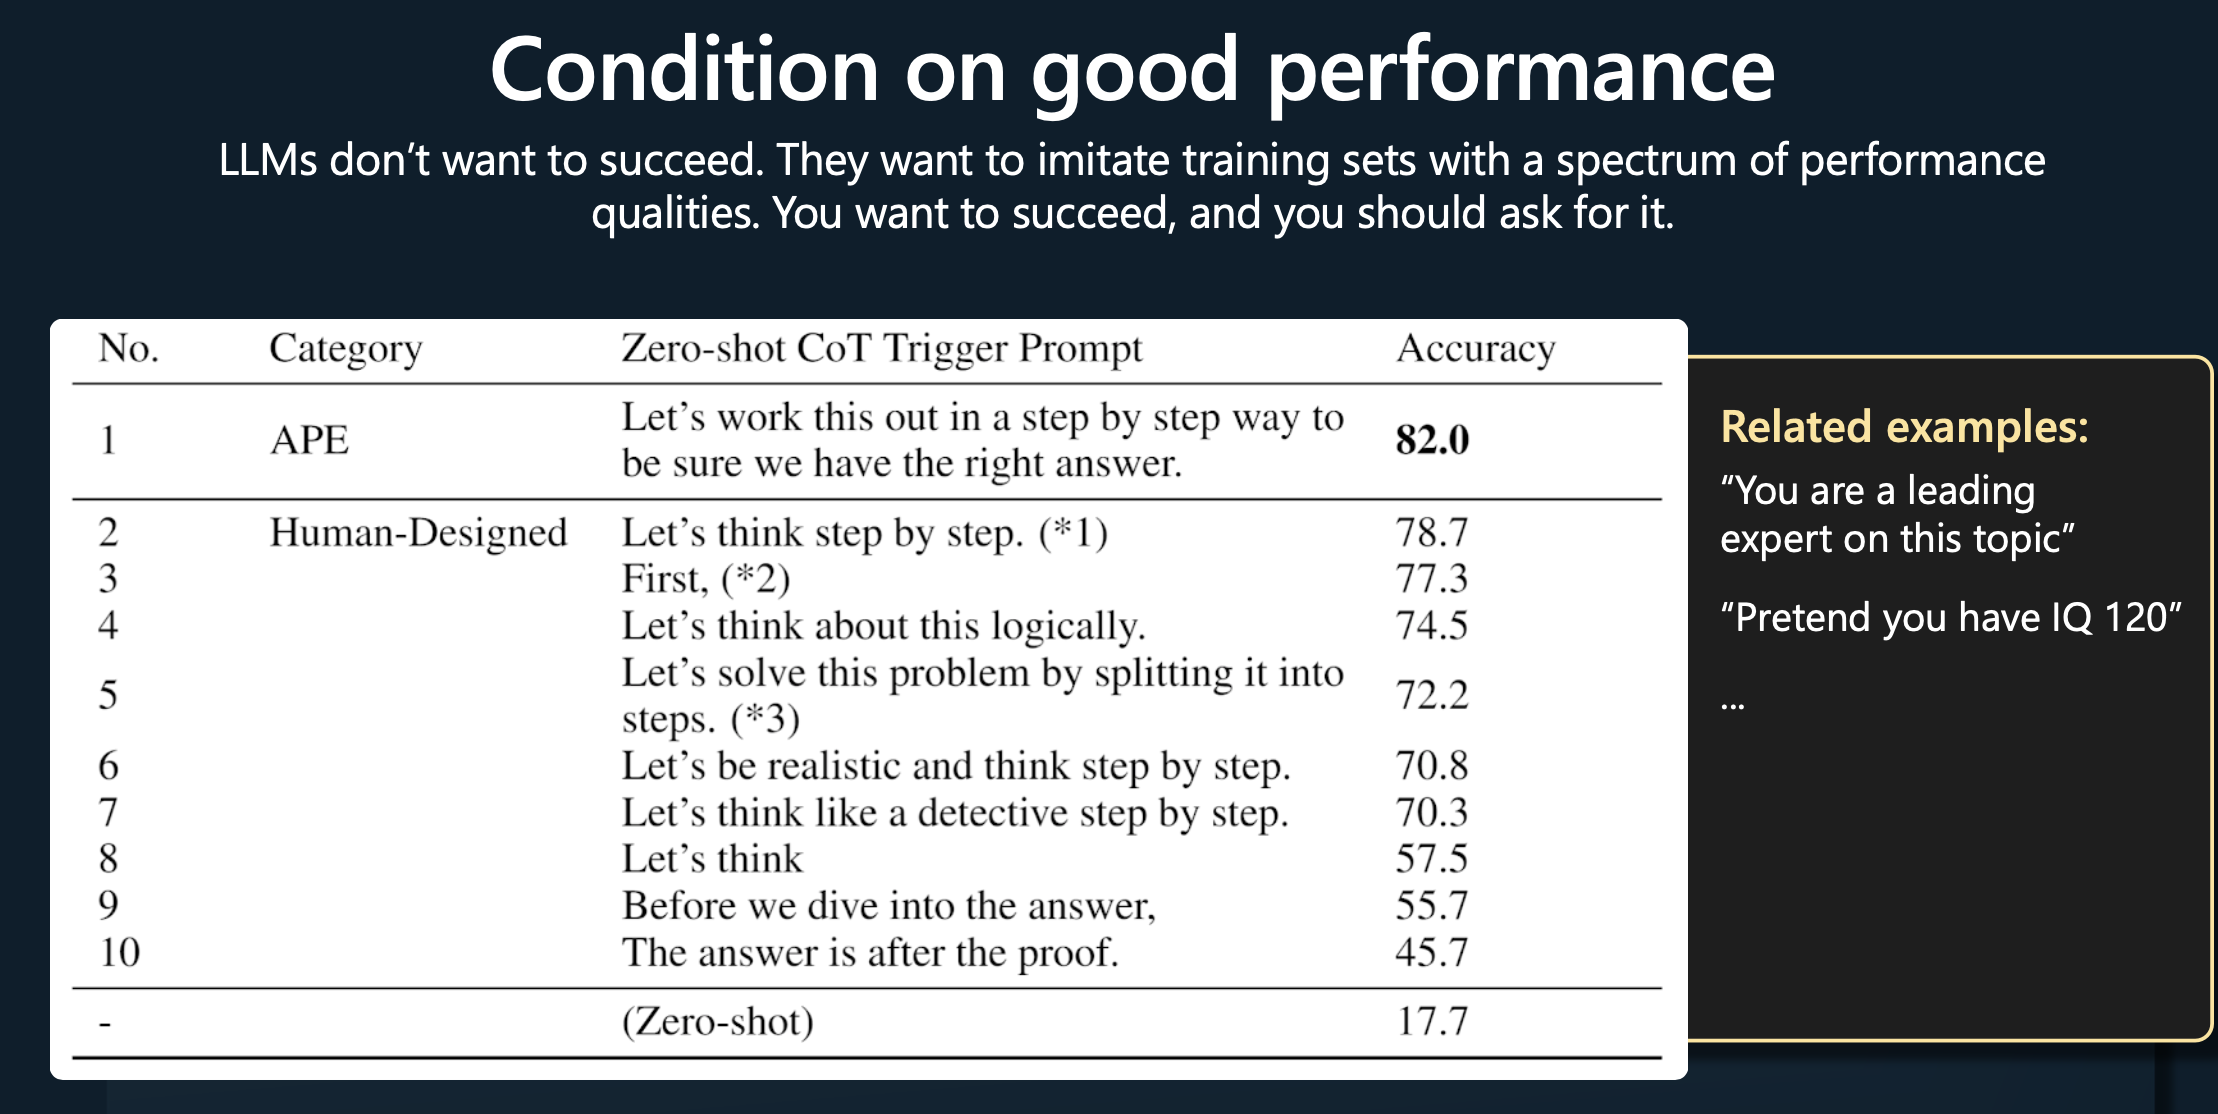 Condition on good performance
LLMs don’t want to succeed. They want to imitate training sets with a spectrum of performance
qualities. You want to succeed, and you should ask for it.
No. Category Zero-shot CoT Trigger Prompt Accuracy
1 APE Let’s work this out in a step by step way to
be sure we have the right answer. 82.0
2 Human-Designed Let’s think step by step. (*1) 78.7
3 First, (*2) 77.3
4 Let’s think about this logically. 74.5
5 Let’s solve this problem by splitting it into
steps. (*3) 72.2
6 Let’s be realistic and think step by step. 70.8
7 Let’s think like a detective step by step. 70.3
8 Let’s think 57.5
9 Before we dive into the answer, 55.7
10 The answer is after the proof. 45.7
- (Zero-shot) 17.7
Related examples:
“You are a leading
expert on this topic”
“Pretend you have IQ 120”
...